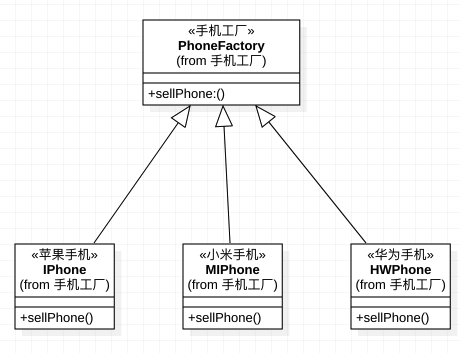 «手机工厂»
PhoneFactory
(from 手机工厂)
+sellPhone:()
«苹果手机»
IPhone
(from 手机工厂)
+sellPhone()
«小米手机»
MIPhone
(from 手机工厂)
+sellPhone()
«华为手机»
HWPhone
(from 手机工厂)
+sellPhone()